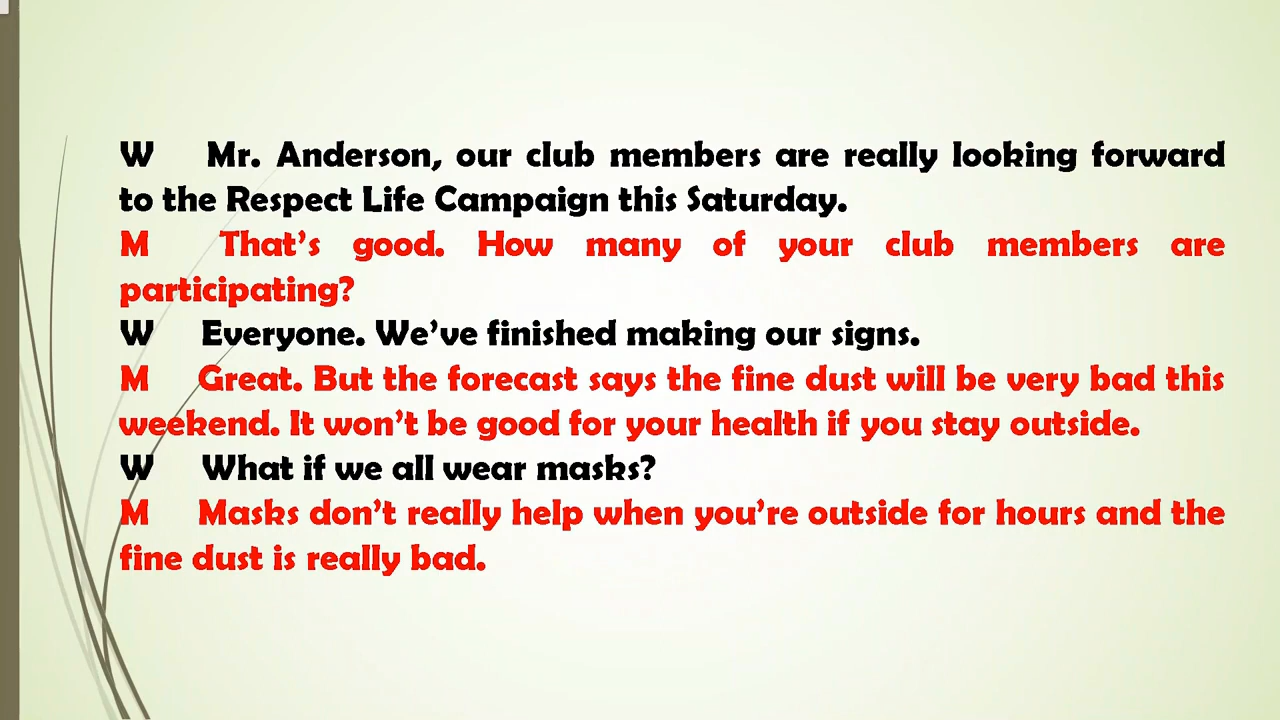 W Mr. Anderson, our club members are really looking forward
to the Respect Life Campaign this Saturday.
M That's good. How many of your club members are
participating?
W Everyone. We've finished making our signs.
M Great. But the forecast says the fine dust will be very bad this
weekend. It won't be good for your health if you stay outside.
W What if we all wear masks?
M Masks don't really help when you're outside for hours and the
fine dust is really bad.